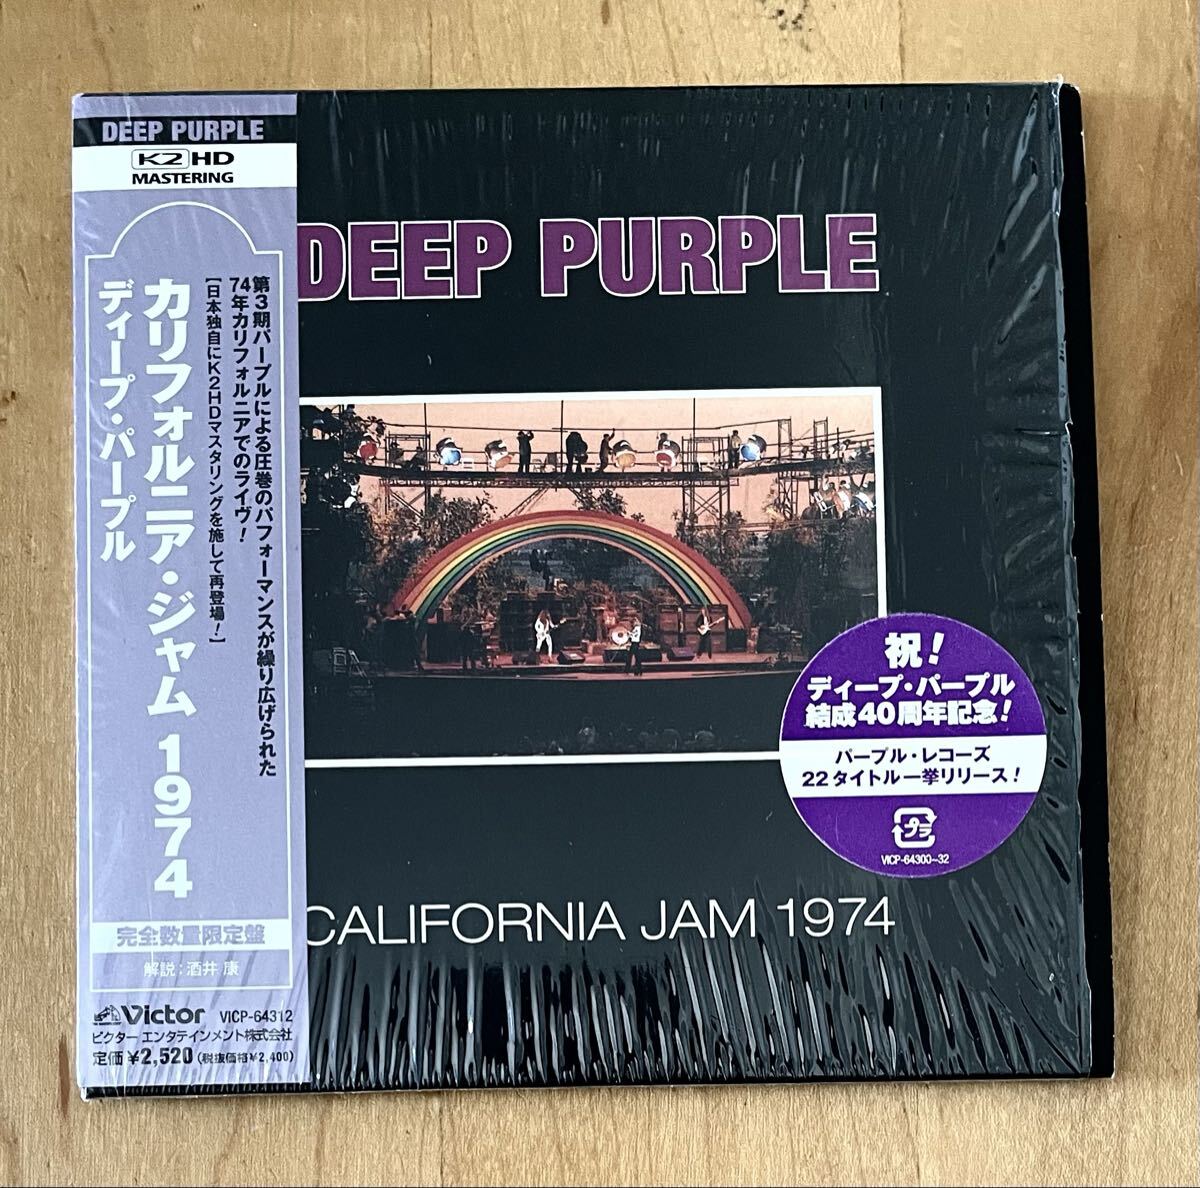 DEEP PURPLE
K2 HD
MASTERING
第3期パープルによる圧巻のパフォーマンスが繰り広げられた
74年カリフォルニアでのライヴ!
[日本独自にK2HDマスタリングを施して再登場!]
カリフォルニア・ジャム 1974
ディープ・パープル
完全数量限定盤
解説:酒井 康
Victor VICP-64312
ビクター エンタテインメント株式会社
定価¥2,520(税抜価格¥2,400)
DEEP PURPLE
CALIFORNIA JAM 1974
祝!
ディープ・パープル
結成40周年記念!
パープル・レコーズ
22タイトル一挙リリース!
プラ
VICP-64300~32